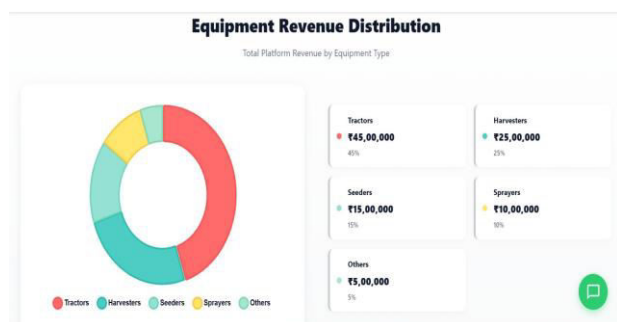 Equipment Revenue Distribution
Total Platform Revenue by Equipment Type
Tractors
₹45,00,000
45%
Harvesters
₹25,00,000
25%
Seeders
₹15,00,000
15%
Sprayers
₹10,00,000
10%
Others
₹5,00,000
5%
Tractors Harvesters Seeders Sprayers Others